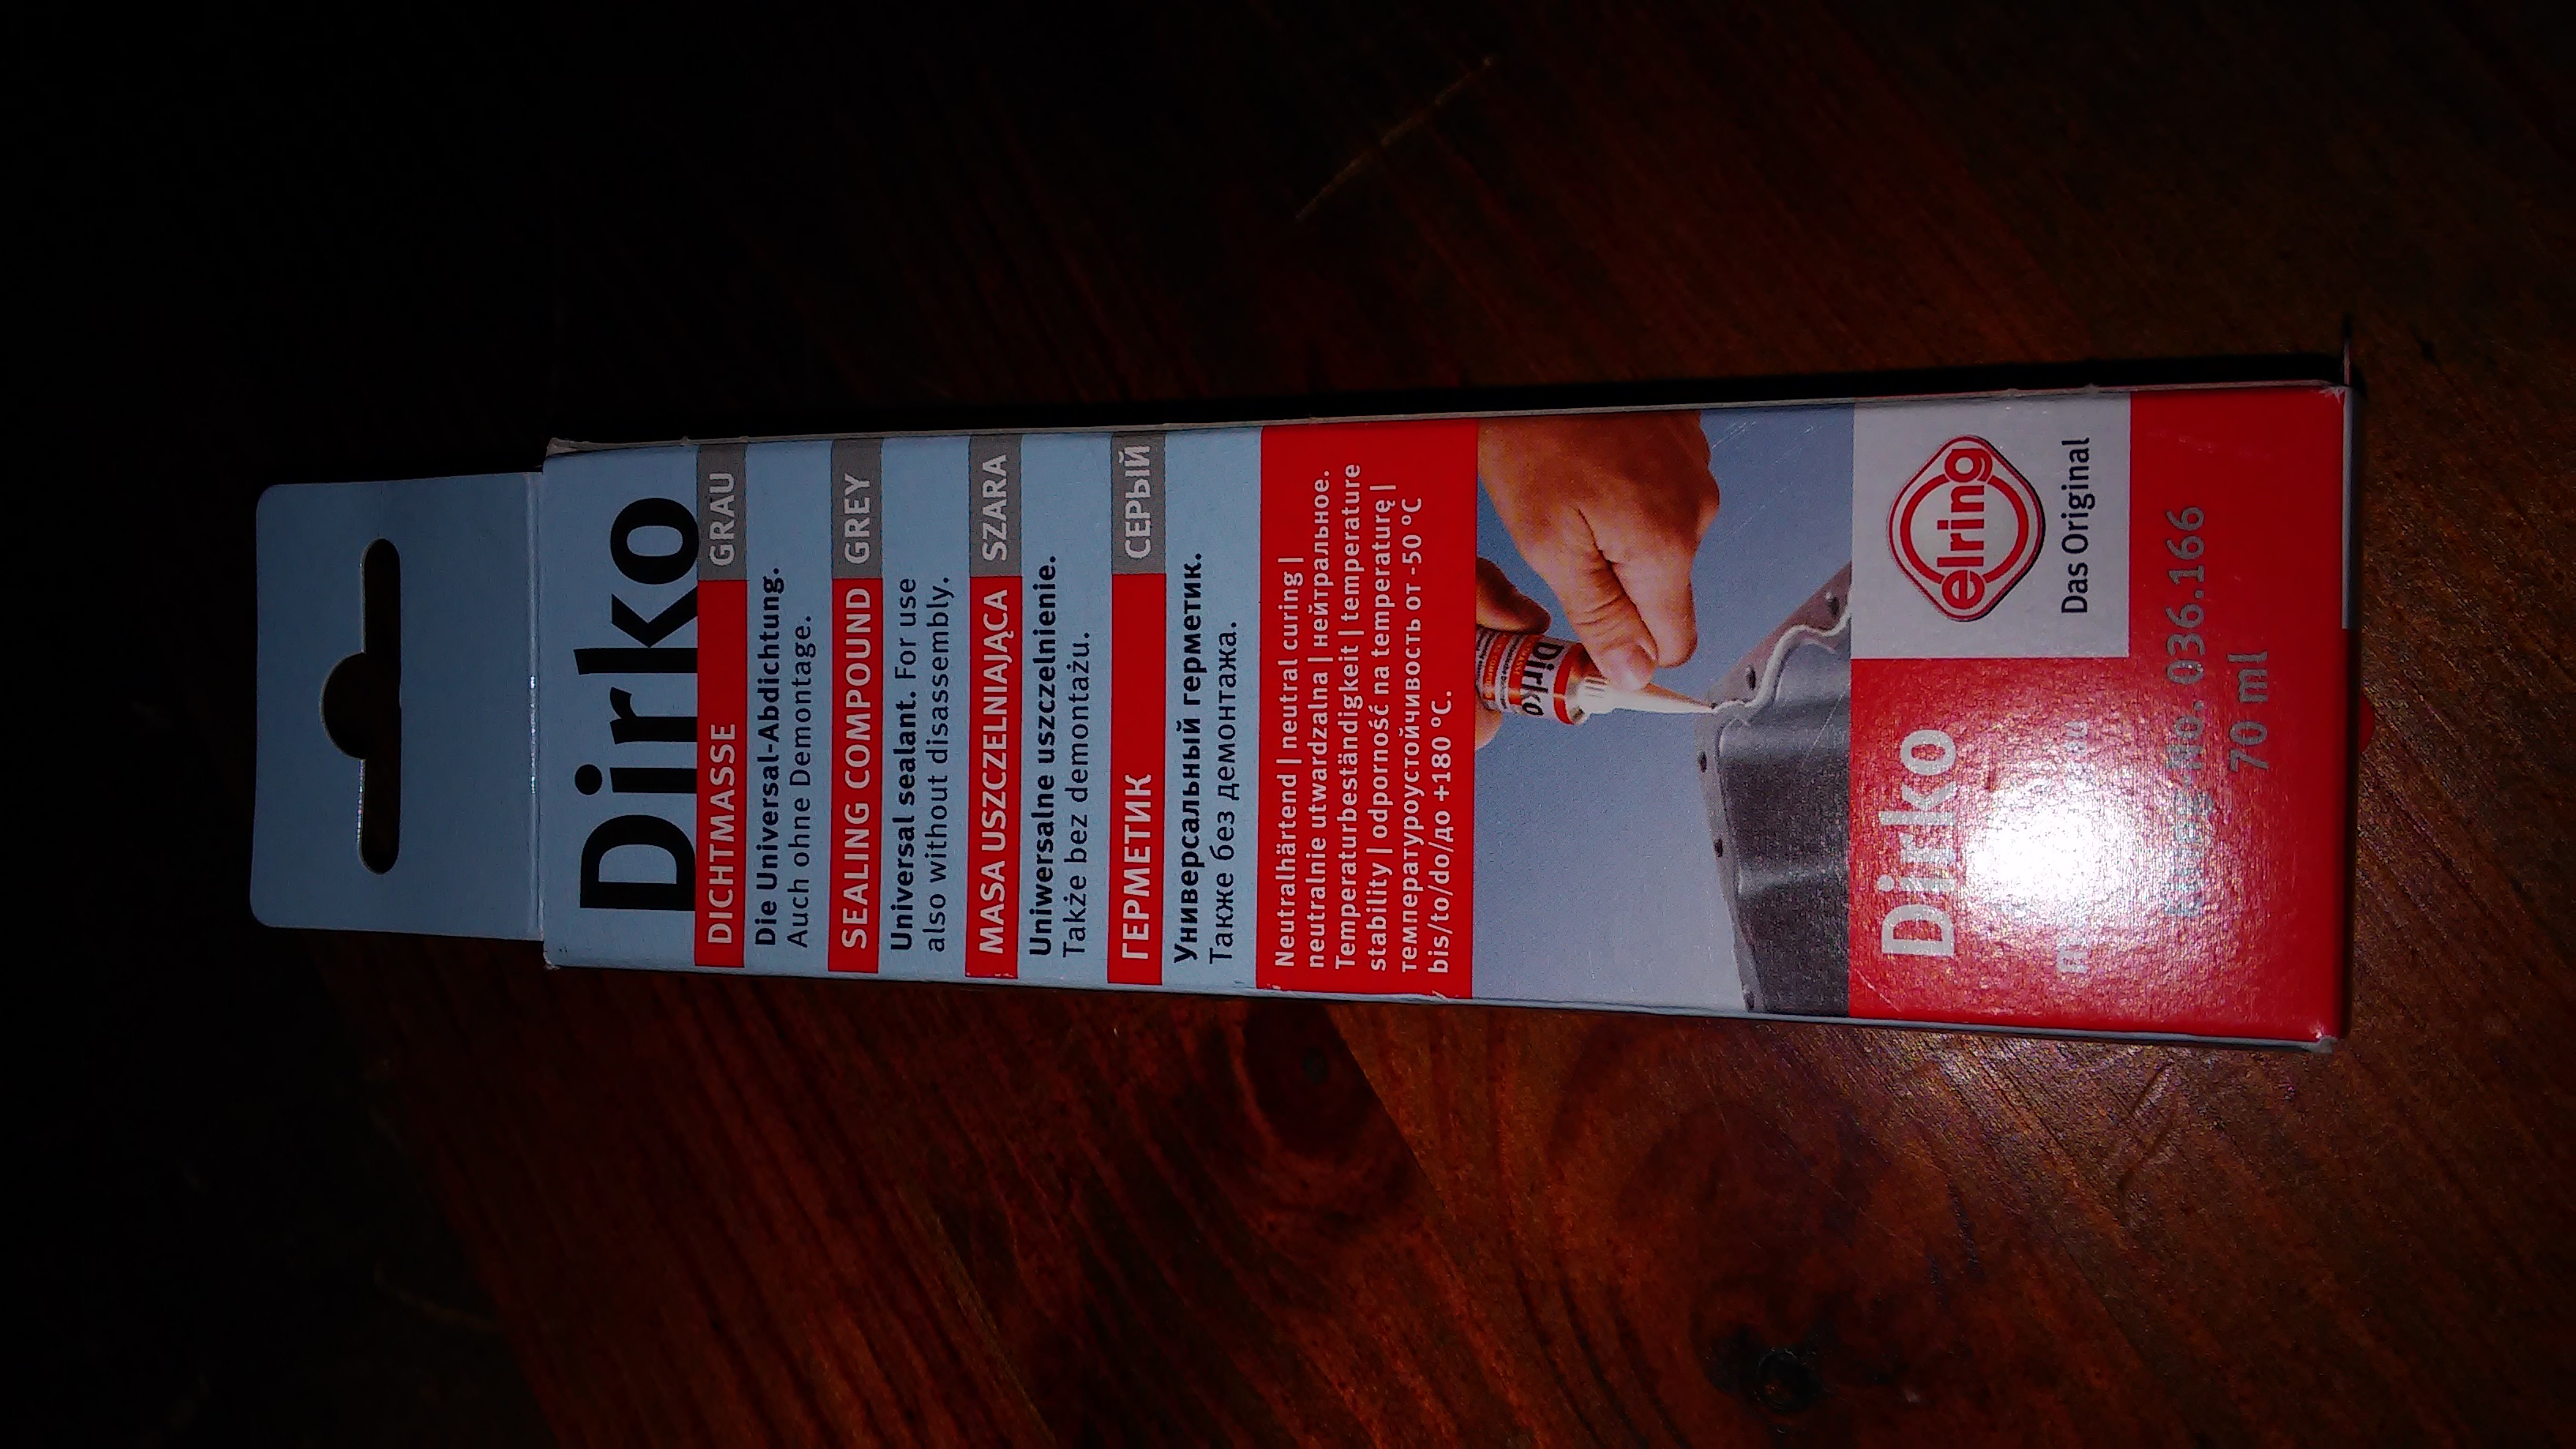 Dirko
DICHTMASSE GRAU
Die Universal-Abdichtung.
Auch ohne Demontage.
SEALING COMPOUND GREY
Universal sealant. For use
also without disassembly.
MASA USZCZELNIAJĄCA SZARA
Uniwersalne uszczelnienie.
Także bez demontażu.
ГЕРМЕТИК СЕРЫЙ
Универсальный герметик.
Также без демонтажа.
Neutralhärtend | neutral curing |
neutralnie utwardzalna | нейтральное.
Temperaturbeständigkeit | temperature
stability | odporność na temperaturę |
температуроустойчивость от -50 °C
bis/to/do/до +180 °C.
Dirko
elring
Das Original
Dirko
No. 036.166
70 ml